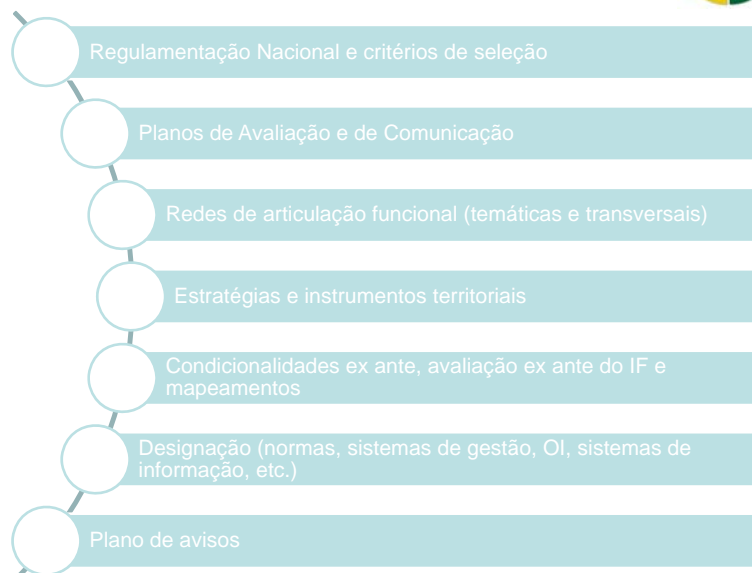 Regulamentação Nacional e critérios de seleção
Planos de Avaliação e de Comunicação
Redes de articulação funcional (temáticas e transversais)
Estratégias e instrumentos territoriais
Condicionalidades ex ante, avaliação ex ante do IF e
mapeamentos
Designação (normas, sistemas de gestão, OI, sistemas de
informação, etc.)
Plano de avisos